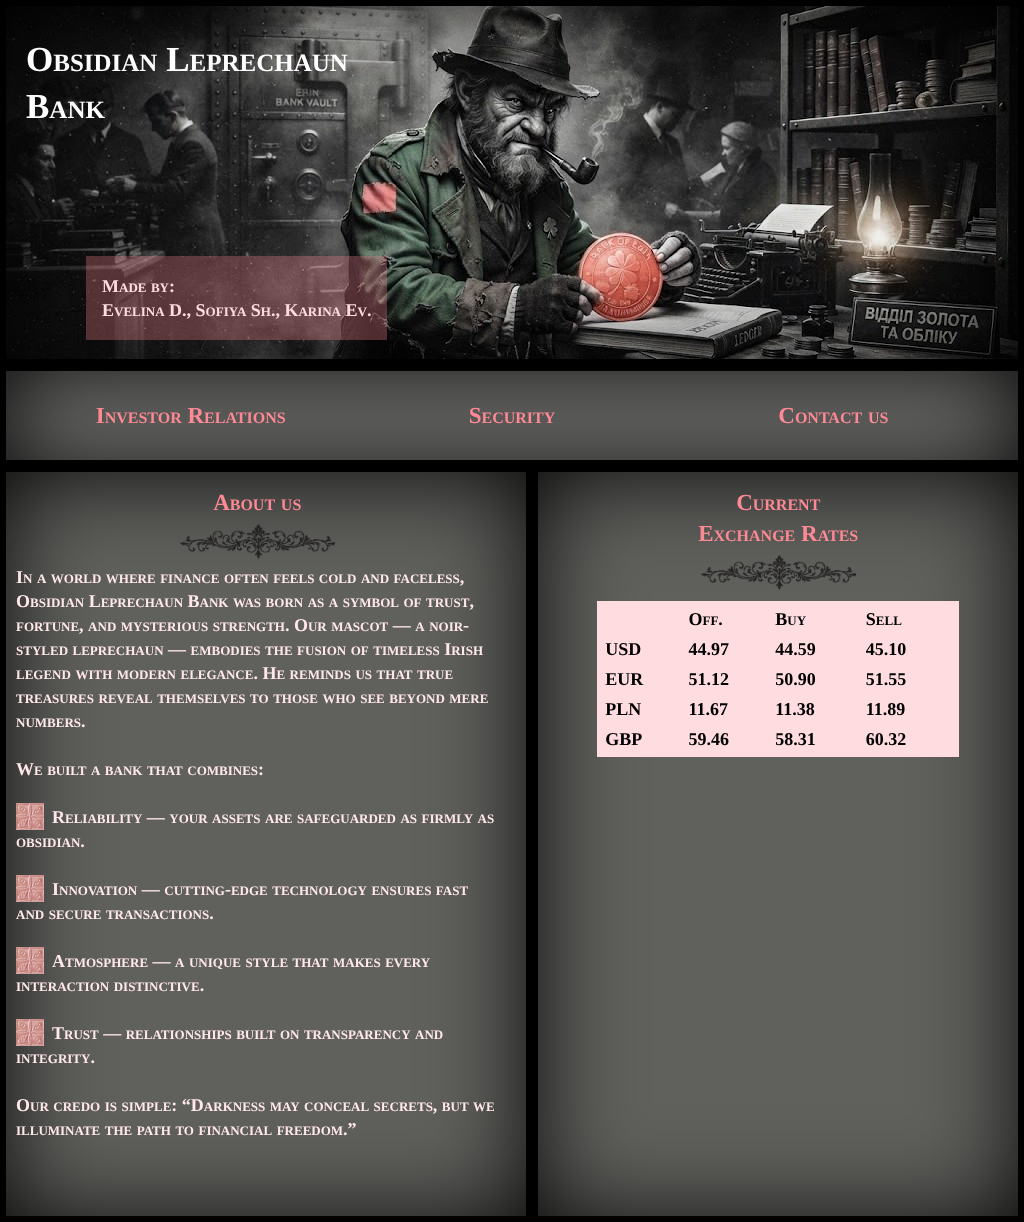 Obsidian Leprechaun
Bank
ERIN
BANK VAULT
Made by:
Evelina D., Sofiya Sh., Karina Ev.
BANK OF
LEDGER
ВІДДІЛ ЗОЛОТА
ТА ОБЛІКУ
Investor Relations
Security
Contact us
About us
In a world where finance often feels cold and faceless,
Obsidian Leprechaun Bank was born as a symbol of trust,
fortune, and mysterious strength. Our mascot — a noir-
styled leprechaun — embodies the fusion of timeless Irish
legend with modern elegance. He reminds us that true
treasures reveal themselves to those who see beyond mere
numbers.
We built a bank that combines:
Reliability — your assets are safeguarded as firmly as
obsidian.
Innovation — cutting-edge technology ensures fast
and secure transactions.
Atmosphere — a unique style that makes every
interaction distinctive.
Trust — relationships built on transparency and
integrity.
Our credo is simple: “Darkness may conceal secrets, but we
illuminate the path to financial freedom.”
Current
Exchange Rates
Off. Buy Sell
USD 44.97 44.59 45.10
EUR 51.12 50.90 51.55
PLN 11.67 11.38 11.89
GBP 59.46 58.31 60.32